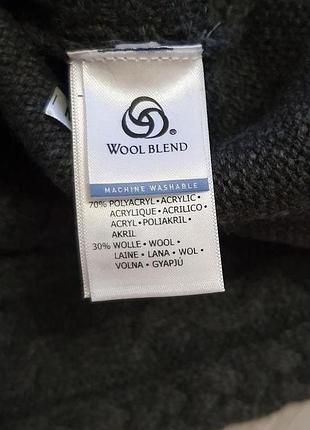 ®
WOOL BLEND
MACHINE WASHABLE
70% POLYACRYL • ACRYLIC •
ACRYLIQUE • ACRILICO •
ACRYL • POLIAKRIL •
AKRIL
30% WOLLE • WOOL •
LAINE • LANA • WOL •
VOLNA • GYAPJÚ